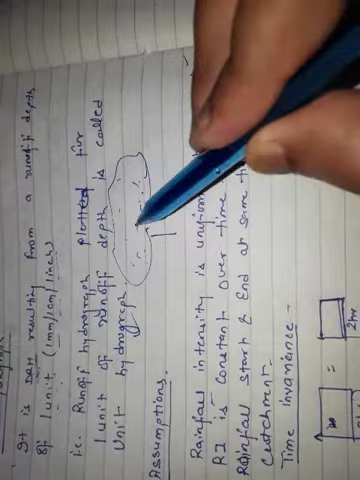 It is DRH resulting from a runoff depth
of 1 unit. (1mm/1cm/1inch)
i.e. Runoff hydrograph plotted for
1 unit of runoff depth is called
Unit hydrograph
Assumptions.
Rainfall intensity is uniform
RI is constant over time
Rainfall start & End at same
Catchment.
Time Invariance -
=
2hr